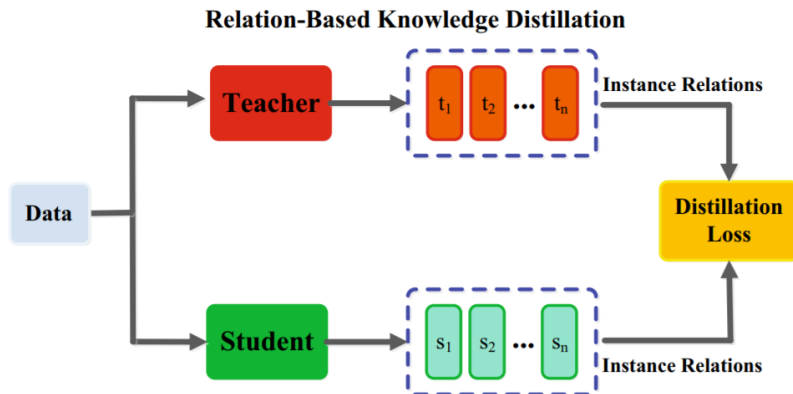 Relation-Based Knowledge Distillation
Teacher
t1 t2 ... tn
Instance Relations
Data
Distillation
Loss
Student
s1 s2 ... sn
Instance Relations